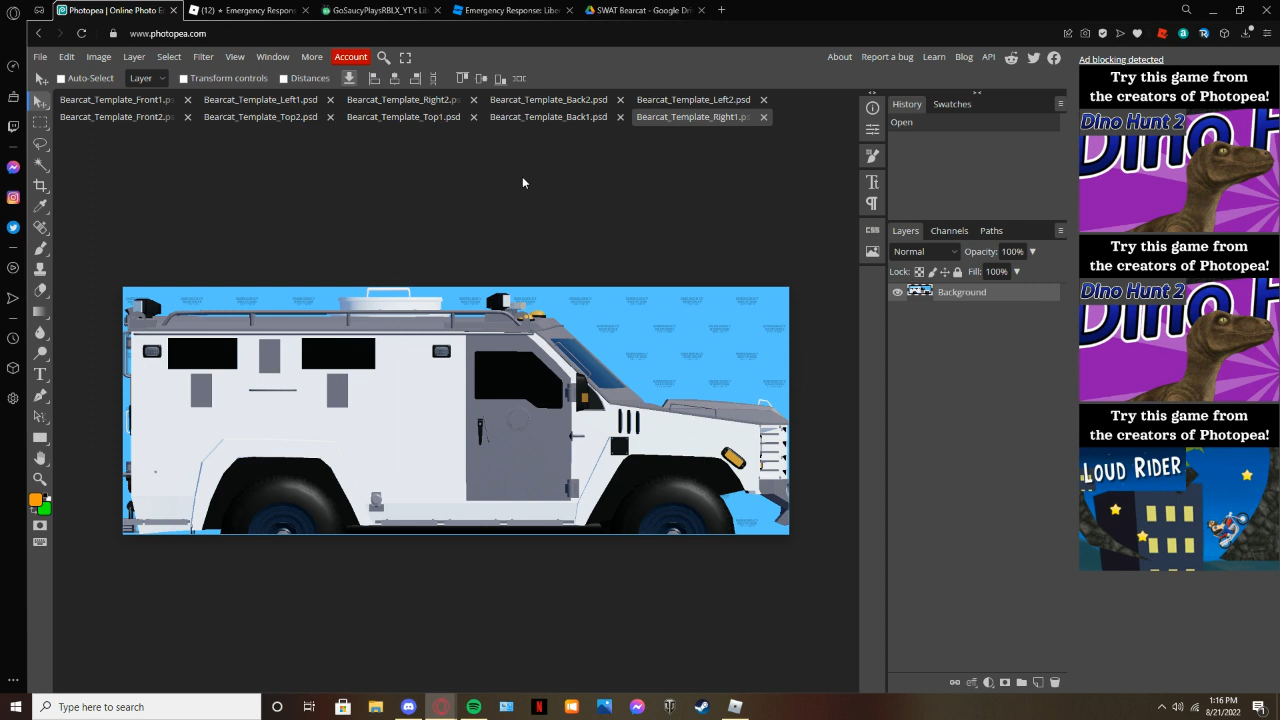 Photopea | Online Photo E
(12) ★ Emergency Respons
GoSaucyPlaysRBLX_YT's Lib
Emergency Response: Liber
SWAT Bearcat - Google Driv
www.photopea.com
File Edit Image Layer Select Filter View Window More Account
About Report a bug Learn Blog API
Auto-Select Layer Transform controls Distances
Bearcat_Template_Front1.ps Bearcat_Template_Left1.psd Bearcat_Template_Right2.ps Bearcat_Template_Back2.psd Bearcat_Template_Left2.psd
Bearcat_Template_Front2.ps Bearcat_Template_Top2.psd Bearcat_Template_Top1.psd Bearcat_Template_Back1.psd Bearcat_Template_Right1.ps
History Swatches
Open
CSS
Layers Channels Paths
Normal Opacity: 100%
Lock: Fill: 100%
Background
Ad blocking detected
Try this game from
the creators of Photopea!
Dino Hunt 2
Try this game from
the creators of Photopea!
Dino Hunt 2
Try this game from
the creators of Photopea!
LOUD RIDER
Type here to search
1:16 PM
8/21/2022